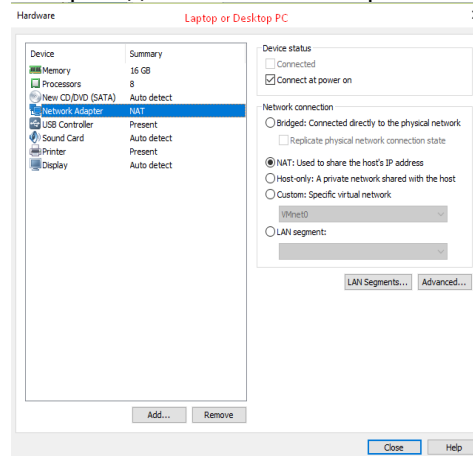 Hardware
Laptop or Desktop PC
Device Summary
Memory 16 GB
Processors 8
New CD/DVD (SATA) Auto detect
Network Adapter NAT
USB Controller Present
Sound Card Auto detect
Printer Present
Display Auto detect
Add...
Remove
Device status
Connected
Connect at power on
Network connection
Bridged: Connected directly to the physical network
Replicate physical network connection state
NAT: Used to share the host's IP address
Host-only: A private network shared with the host
Custom: Specific virtual network
VMnet0
LAN segment:
LAN Segments...
Advanced...
Close
Help